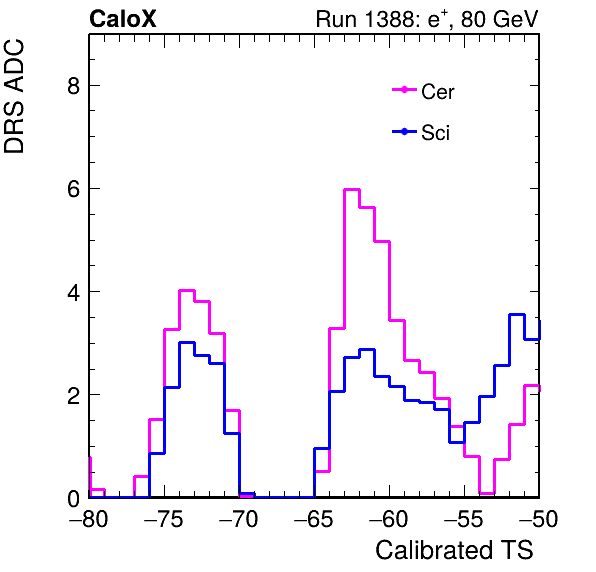 CaloX Run 1388: e⁺, 80 GeV
DRS ADC
8
6
4
2
0
Cer
Sci
−80 −75 −70 −65 −60 −55 −50
Calibrated TS